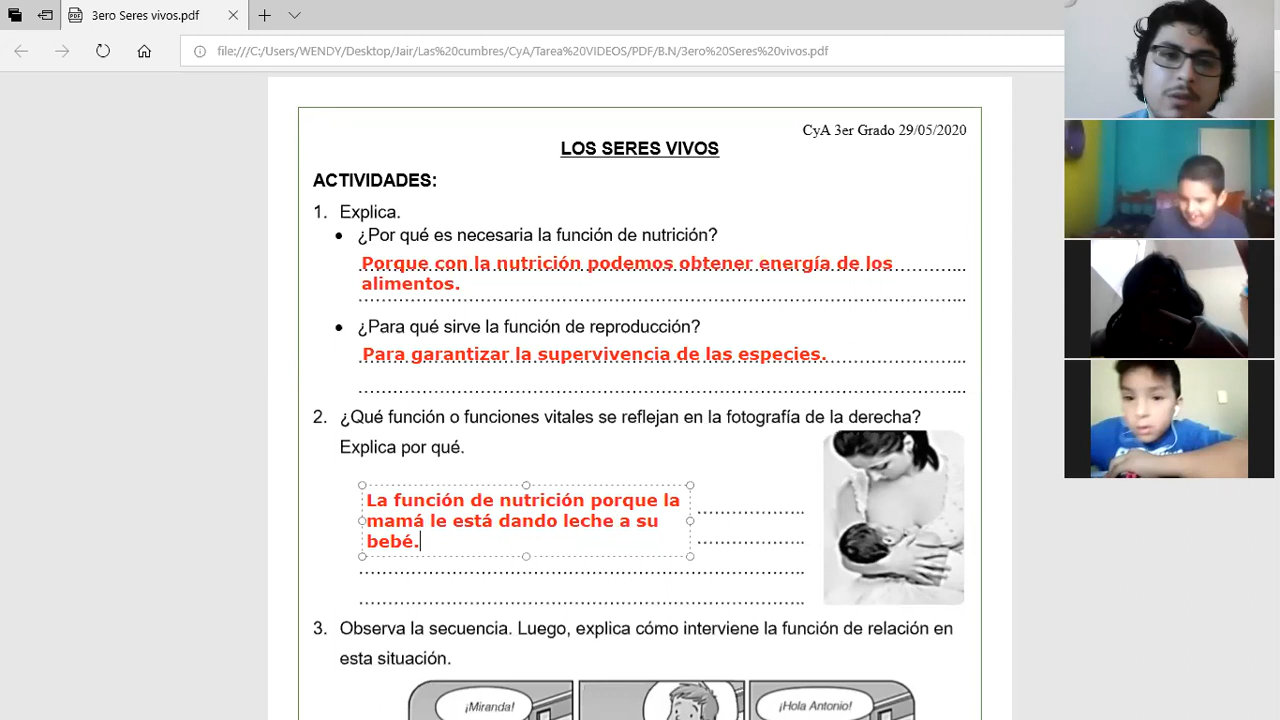 3ero Seres vivos.pdf
file:///C:/Users/WENDY/Desktop/Jair/Las%20cumbres/CyA/Tarea%20VIDEOS/PDF/B.N/3ero%20Seres%20vivos.pdf
CyA 3er Grado 29/05/2020
LOS SERES VIVOS
ACTIVIDADES:
1. Explica.
• ¿Por qué es necesaria la función de nutrición?
Porque con la nutrición podemos obtener energía de los
alimentos.
• ¿Para qué sirve la función de reproducción?
Para garantizar la supervivencia de las especies.
2. ¿Qué función o funciones vitales se reflejan en la fotografía de la derecha?
Explica por qué.
La función de nutrición porque la
mamá le está dando leche a su
bebé.
3. Observa la secuencia. Luego, explica cómo interviene la función de relación en
esta situación.
¡Miranda!
¡Hola Antonio!